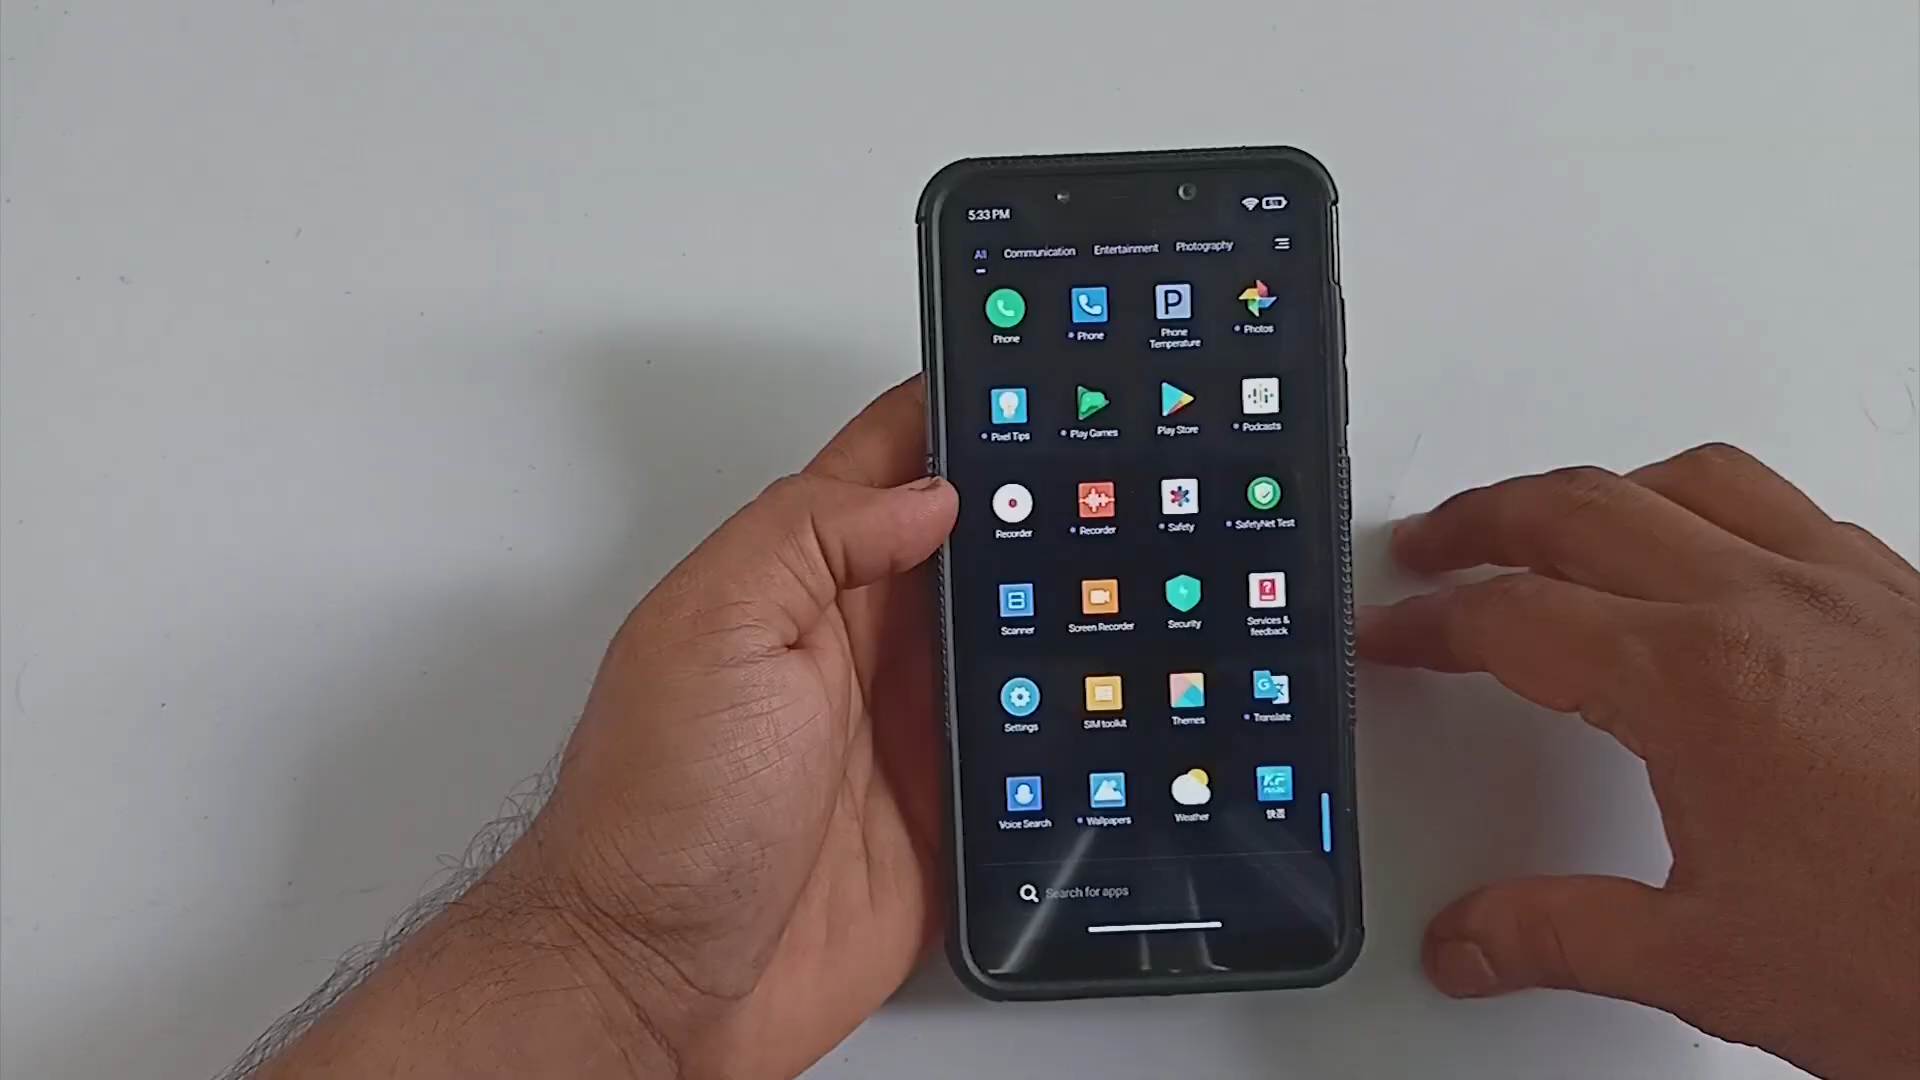 5:33 PM
All Communication Entertainment Photography
Phone Phone P Phone Temperature Photos
Pixel Tips Play Games Play Store Podcasts
Recorder Recorder Safety SafetyNet Test
Scanner Screen Recorder Security Services & feedback
Settings SIM toolkit Themes G Translate
Voice Search Wallpapers Weather KF
Search for apps